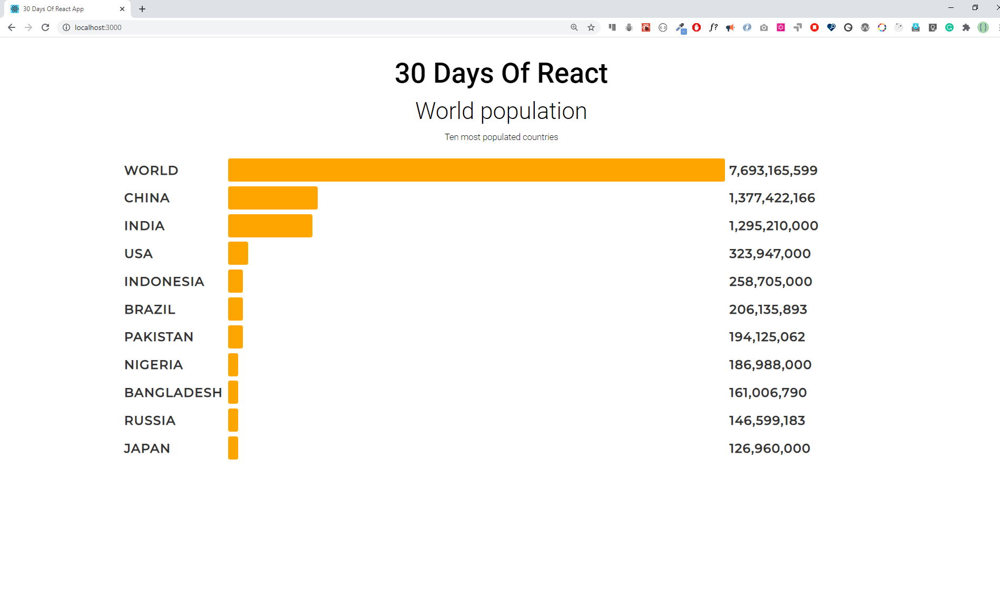 30 Days Of React App
localhost:3000
f?
30 Days Of React
World population
Ten most populated countries
WORLD 7,693,165,599
CHINA 1,377,422,166
INDIA 1,295,210,000
USA 323,947,000
INDONESIA 258,705,000
BRAZIL 206,135,893
PAKISTAN 194,125,062
NIGERIA 186,988,000
BANGLADESH 161,006,790
RUSSIA 146,599,183
JAPAN 126,960,000